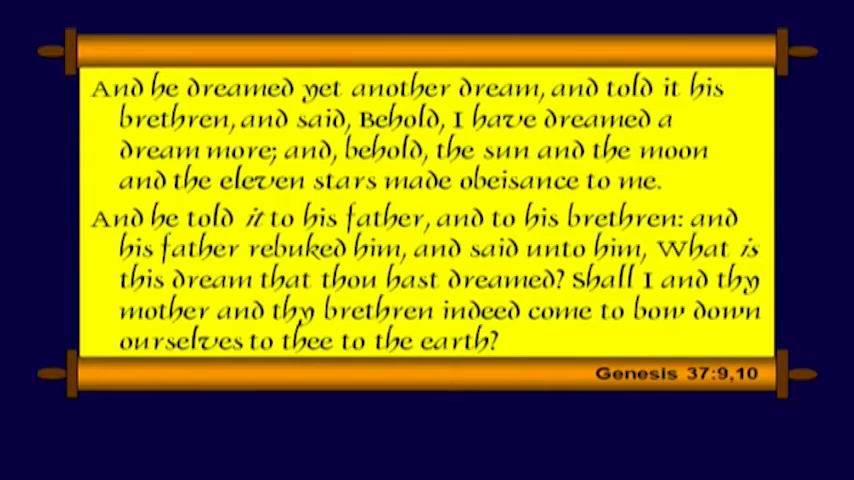 And he dreamed yet another dream, and told it his
brethren, and said, Behold, I have dreamed a
dream more; and, behold, the sun and the moon
and the eleven stars made obeisance to me.
And he told it to his father, and to his brethren: and
his father rebuked him, and said unto him, What is
this dream that thou hast dreamed? Shall I and thy
mother and thy brethren indeed come to bow down
ourselves to thee to the earth?
Genesis 37:9,10